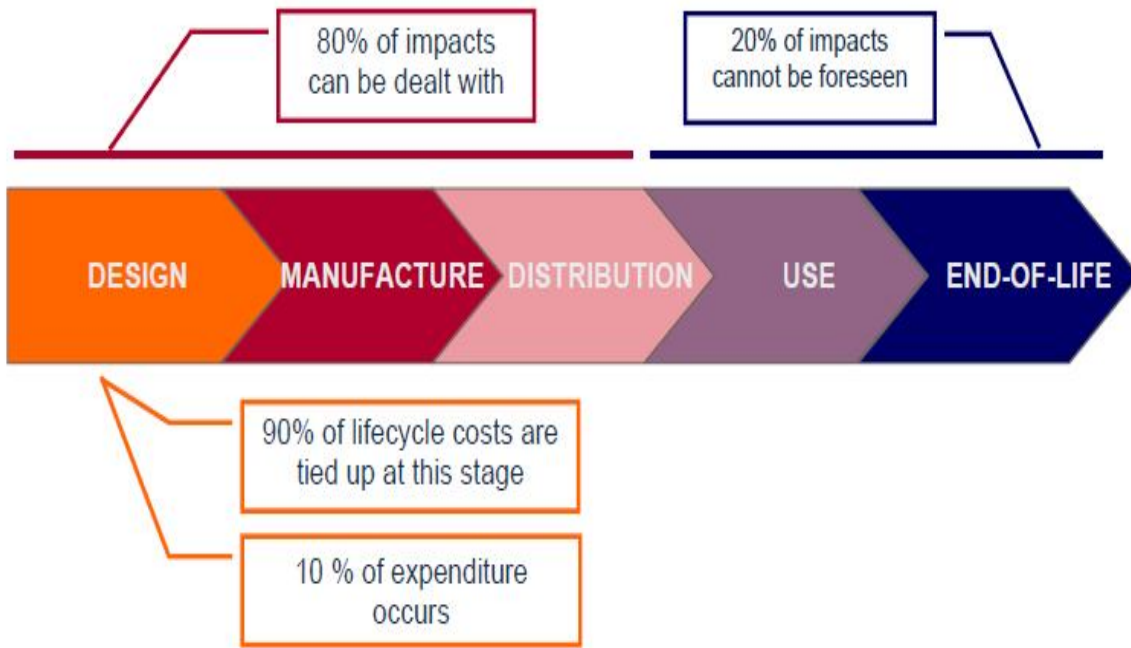 80% of impacts
can be dealt with
20% of impacts
cannot be foreseen
DESIGN
MANUFACTURE
DISTRIBUTION
USE
END-OF-LIFE
90% of lifecycle costs are
tied up at this stage
10 % of expenditure
occurs